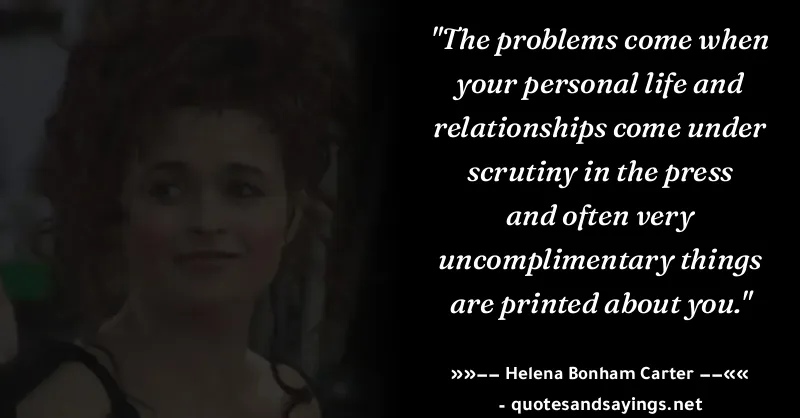 "The problems come when
your personal life and
relationships come under
scrutiny in the press
and often very
uncomplimentary things
are printed about you."
»»−− Helena Bonham Carter −−««
- quotesandsayings.net